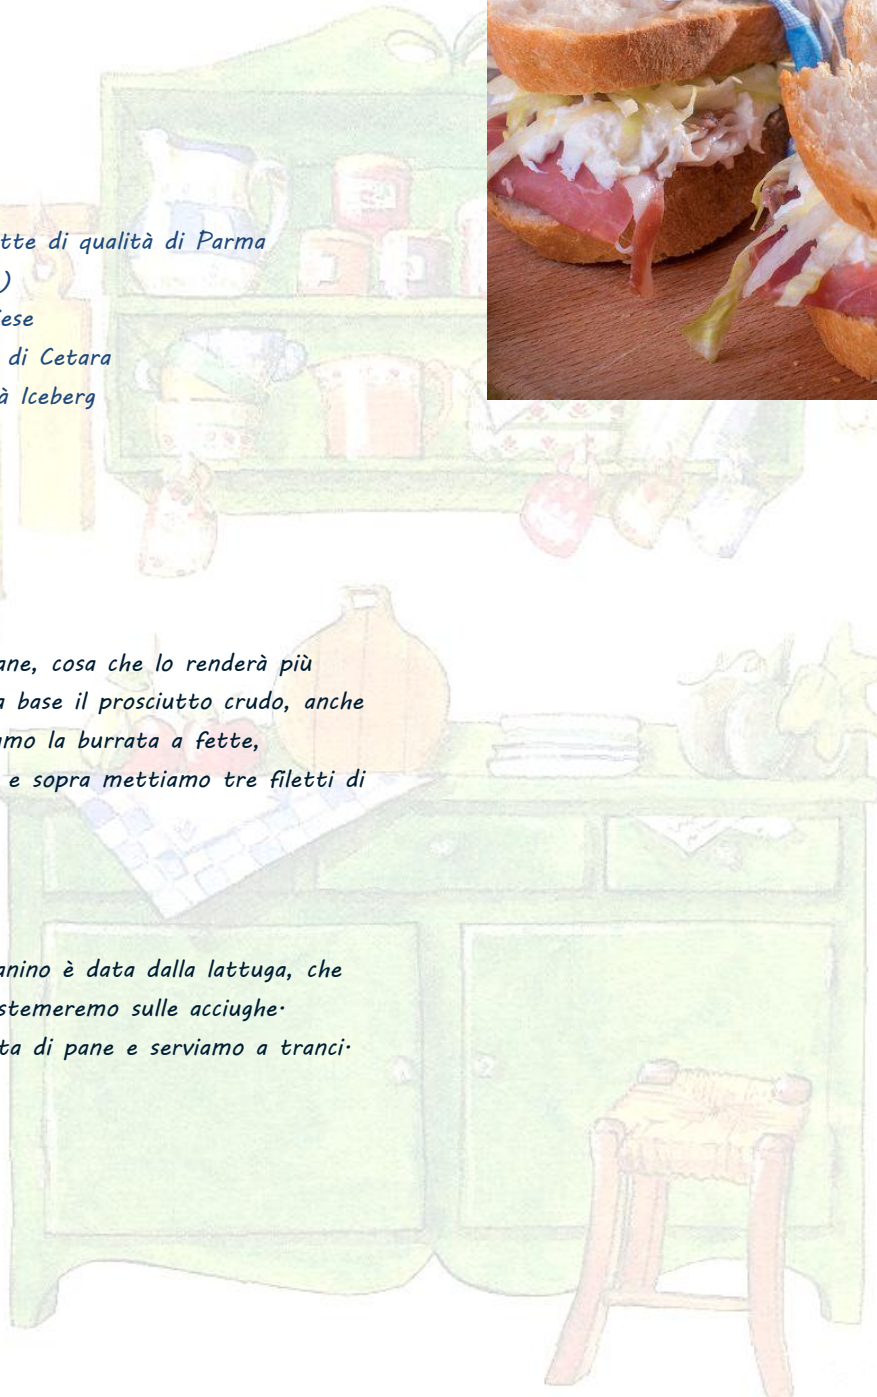 tte di qualità di Parma
)
iese
di Cetara
à Iceberg
ane, cosa che lo renderà più
a base il prosciutto crudo, anche
amo la burrata a fette,
e sopra mettiamo tre filetti di
anino è data dalla lattuga, che
stemeremo sulle acciughe.
ta di pane e serviamo a tranci.